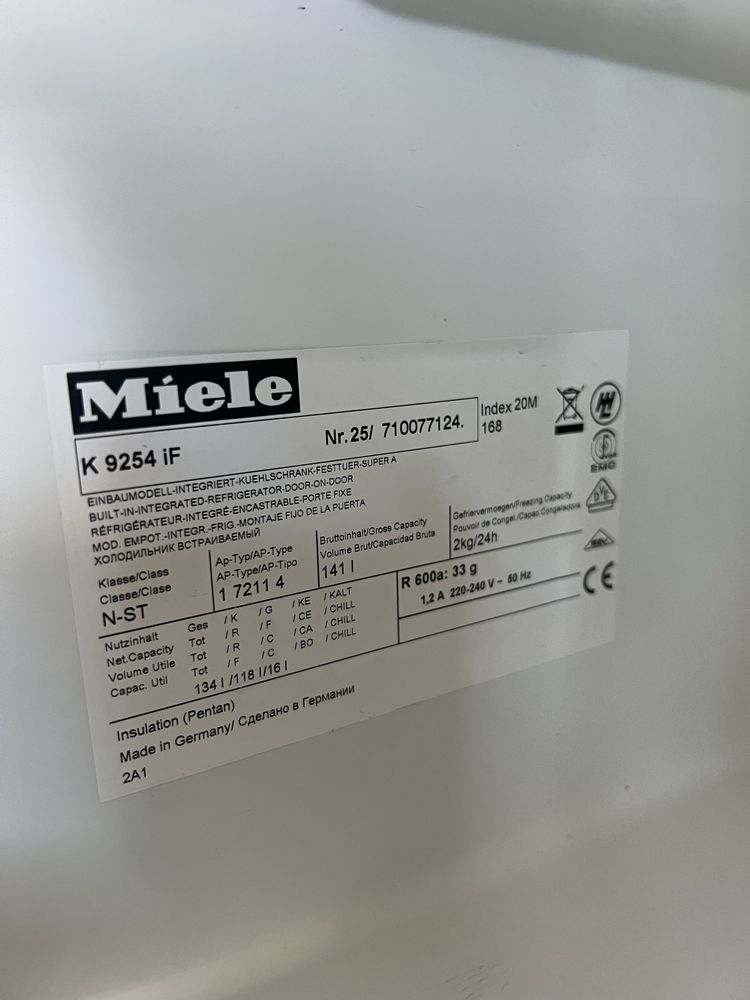 Miele
K 9254 iF
Nr.25/ 710077124.
Index 20M
168
EINBAUMODELL-INTEGRIERT-KUEHLSCHRANK-FESTTUER-SUPER A
BUILT-IN-INTEGRATED-REFRIGERATOR-DOOR-ON-DOOR
RÉFRIGÉRATEUR-INTEGRÉ-ENCASTRABLE-PORTE FIXE
MOD. EMPOT.-INTEGR.-FRIG.-MONTAJE FIJO DE LA PUERTA
ХОЛОДИЛЬНИК ВСТРАИВАЕМЫЙ
Klasse/Class
Classe/Clase
N-ST
Ap-Typ/AP-Type
AP-Type/AP-Tipo
1 7211 4
Bruttoinhalt/Gross Capacity
Volume Brut/Capacidad Bruta
141 l
Gefriervermoegen/Freezing Capacity
Pouvoir de Congel./Capac.Congeladora
2kg/24h
Nutzinhalt Ges / K / G / KE / KALT
Net.Capacity Tot / R / F / CE / CHILL
Volume Utile Tot / R / C / CA / CHILL
Capac. Util Tot / F / C / BO / CHILL
134 l /118 l/16 l
R 600a: 33 g
1,2 A 220-240 V ~ 50 Hz
Insulation (Pentan)
Made in Germany/ Сделано в Германии
2A1
EMC
VDE
CE